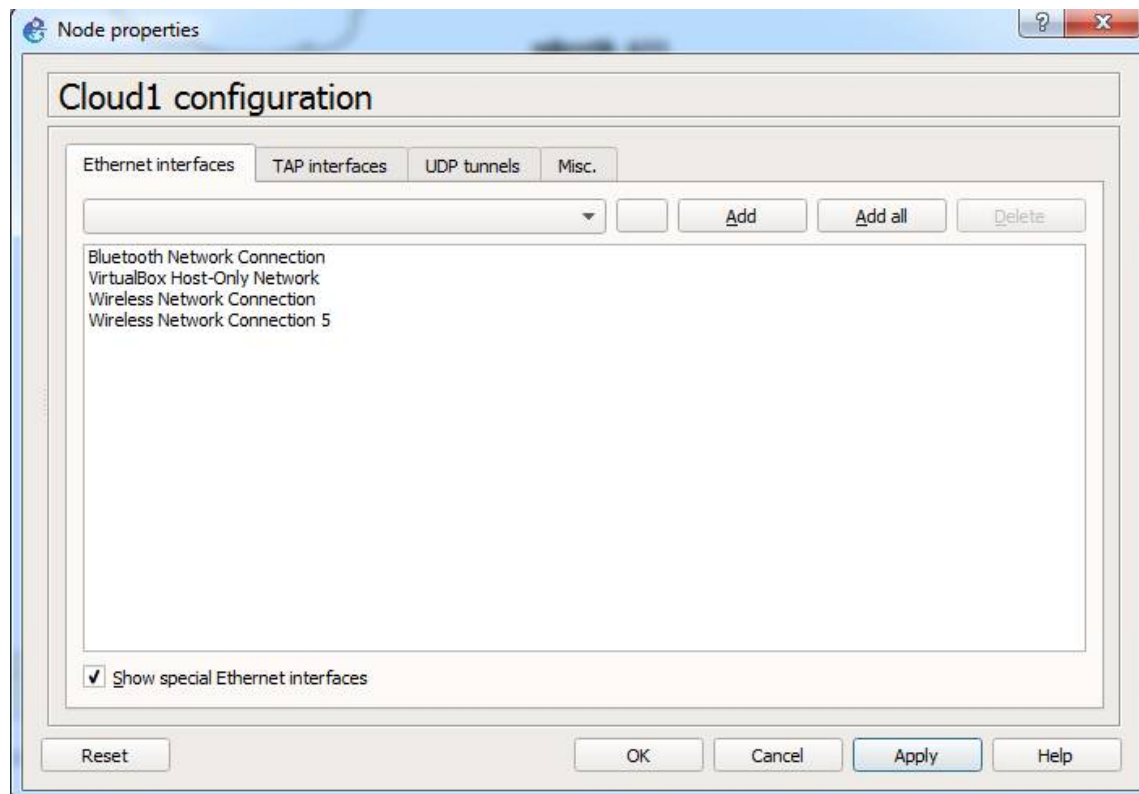 Node properties
Cloud1 configuration
Ethernet interfaces TAP interfaces UDP tunnels Misc.
Add Add all Delete
Bluetooth Network Connection
VirtualBox Host-Only Network
Wireless Network Connection
Wireless Network Connection 5
Show special Ethernet interfaces
Reset OK Cancel Apply Help